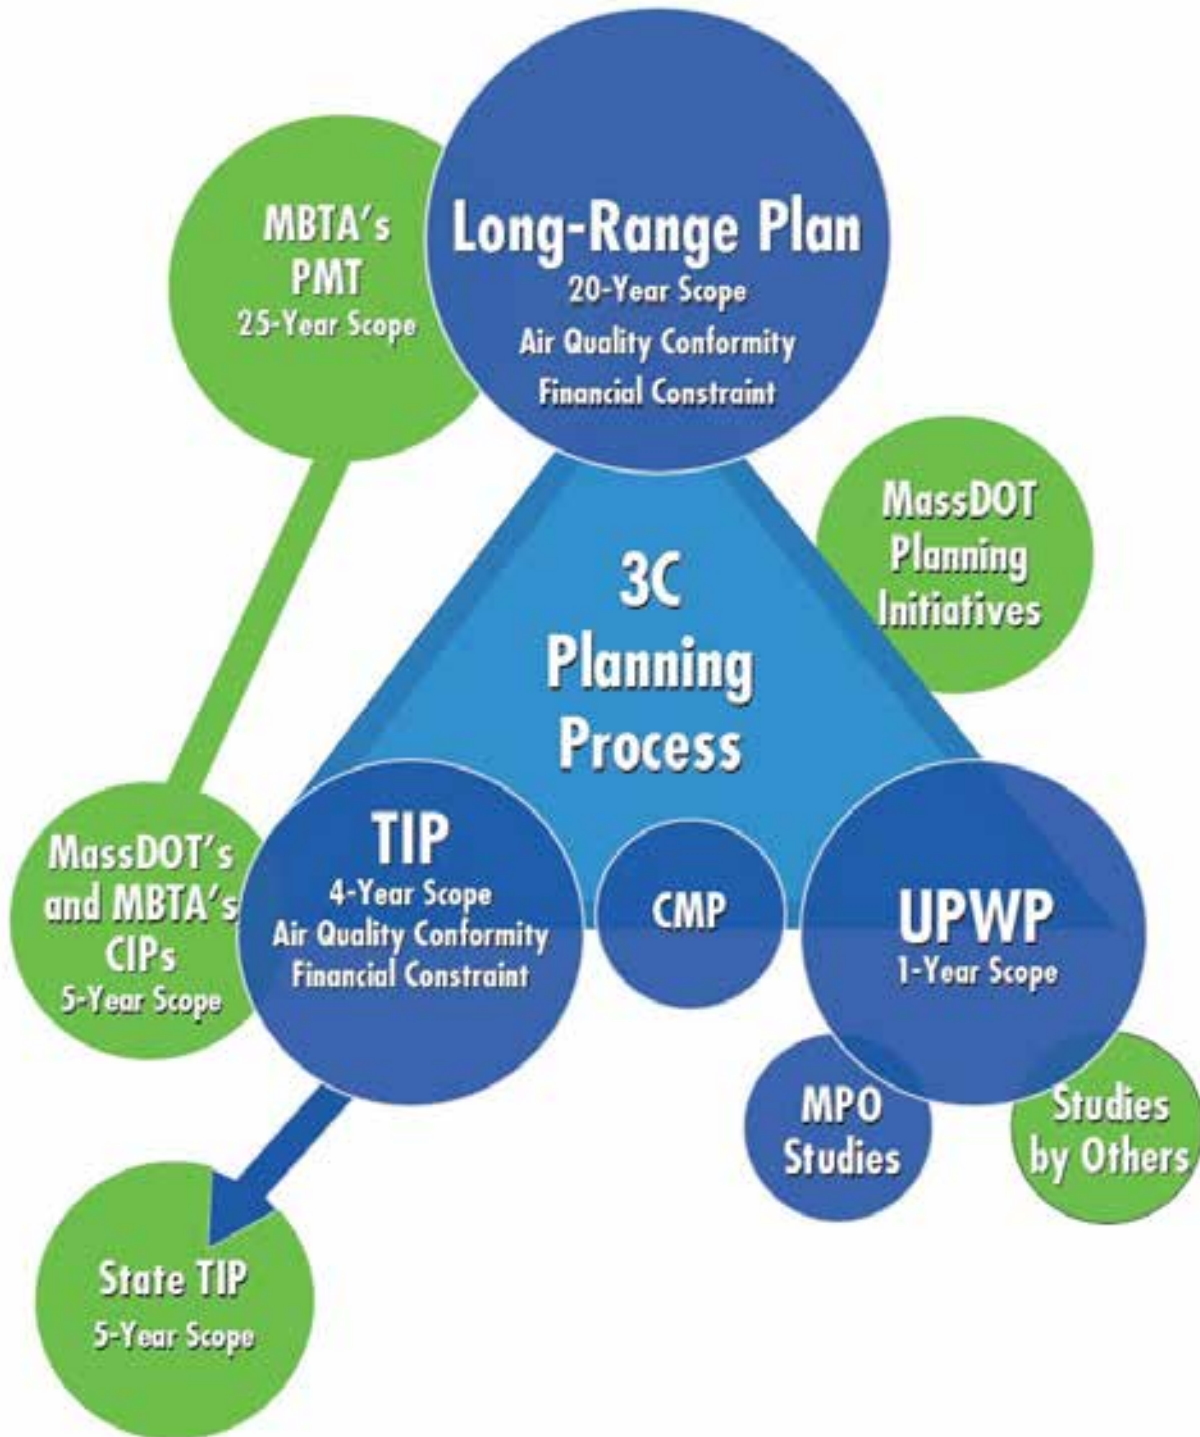 MBTA's
PMT
25-Year Scope
Long-Range Plan
20-Year Scope
Air Quality Conformity
Financial Constraint
MassDOT
Planning
Initiatives
3C
Planning
Process
MassDOT's
and MBTA's
CIPs
5-Year Scope
TIP
4-Year Scope
Air Quality Conformity
Financial Constraint
CMP
UPWP
1-Year Scope
MPO
Studies
Studies
by Others
State TIP
5-Year Scope